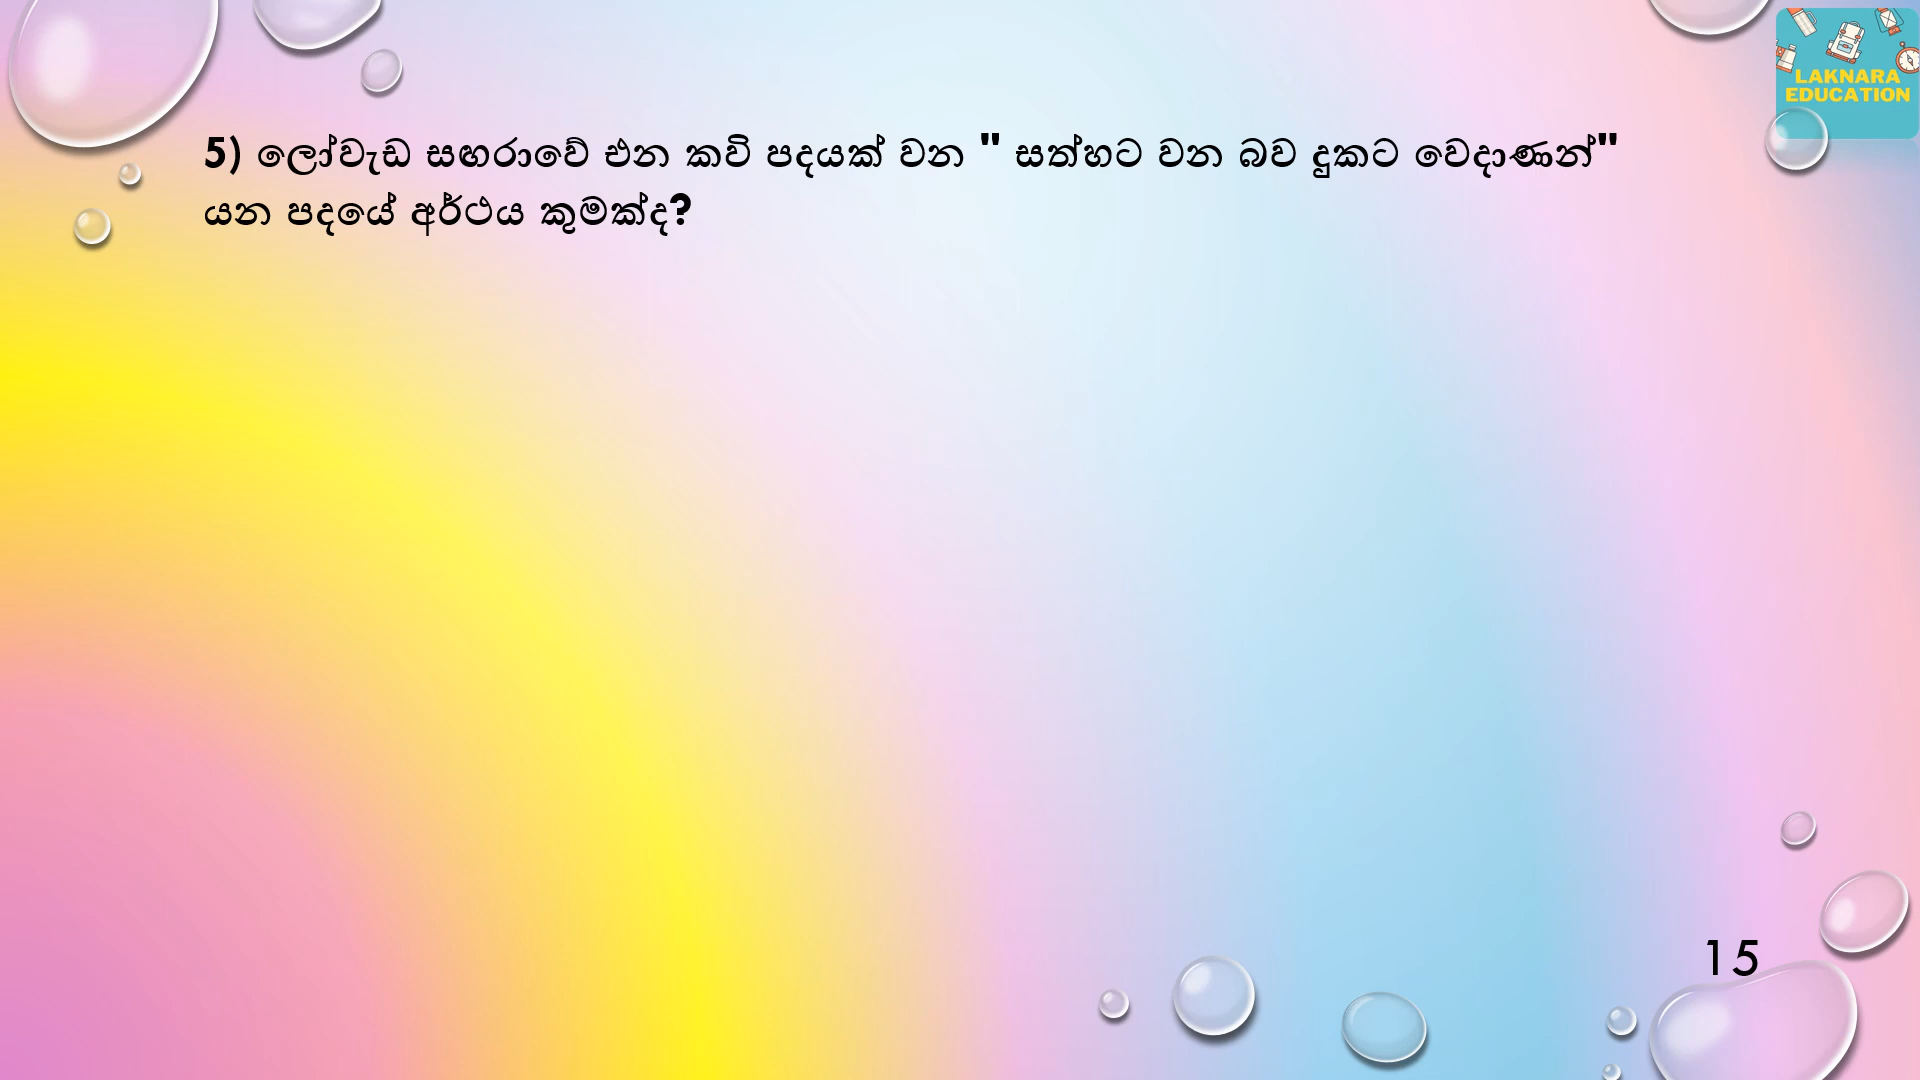 LAKNARA
EDUCATION
5) ලෝවැඩ සඟරාවේ එන කවි පදයක් වන " සත්හට වන බව දුකට වෙදාණන්"
යන පදයේ අර්ථය කුමක්ද?
15